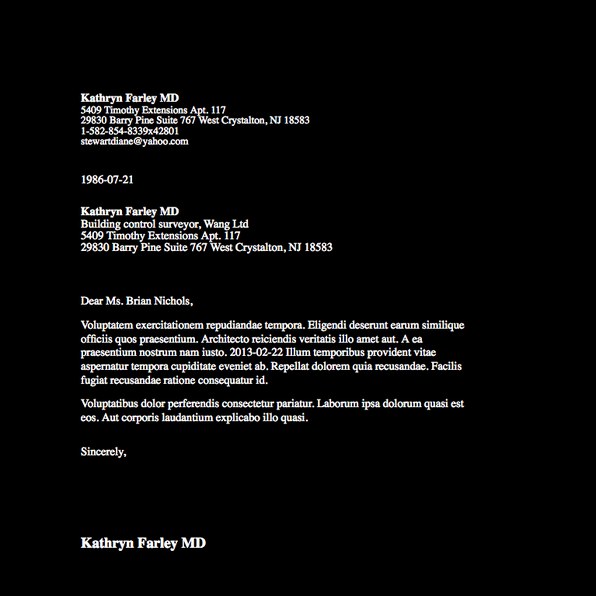 Kathryn Farley MD
5409 Timothy Extensions Apt. 117
29830 Barry Pine Suite 767 West Crystalton, NJ 18583
1-582-854-8339x42801
stewartdiane@yahoo.com
1986-07-21
Kathryn Farley MD
Building control surveyor, Wang Ltd
5409 Timothy Extensions Apt. 117
29830 Barry Pine Suite 767 West Crystalton, NJ 18583
Dear Ms. Brian Nichols,
Voluptatem exercitationem repudiandae tempora. Eligendi deserunt earum similique
officiis quos praesentium. Architecto reiciendis veritatis illo amet aut. A ea
praesentium nostrum nam iusto. 2013-02-22 Illum temporibus provident vitae
aspernatur tempora cupiditate eveniet ab. Repellat dolorem quia recusandae. Facilis
fugiat recusandae ratione consequatur id.
Voluptatibus dolor perferendis consectetur pariatur. Laborum ipsa dolorum quasi est
eos. Aut corporis laudantium explicabo illo quasi.
Sincerely,
Kathryn Farley MD